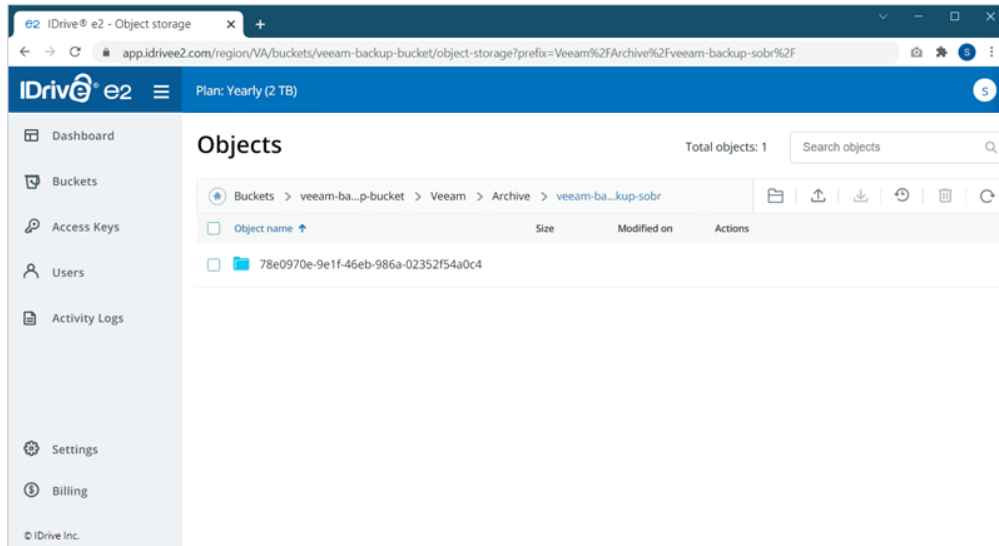 e2 IDrive® e2 - Object storage
app.idrivee2.com/region/VA/buckets/veeam-backup-bucket/object-storage?prefix=Veeam%2FArchive%2Fveeam-backup-sobr%2F
S
IDrive® e2
Plan: Yearly (2 TB)
S
Dashboard
Buckets
Access Keys
Users
Activity Logs
Settings
Billing
© IDrive Inc.
Objects
Total objects: 1
Search objects
Buckets > veeam-ba...p-bucket > Veeam > Archive > veeam-ba...kup-sobr
Object name Size Modified on Actions
78e0970e-9e1f-46eb-986a-02352f54a0c4